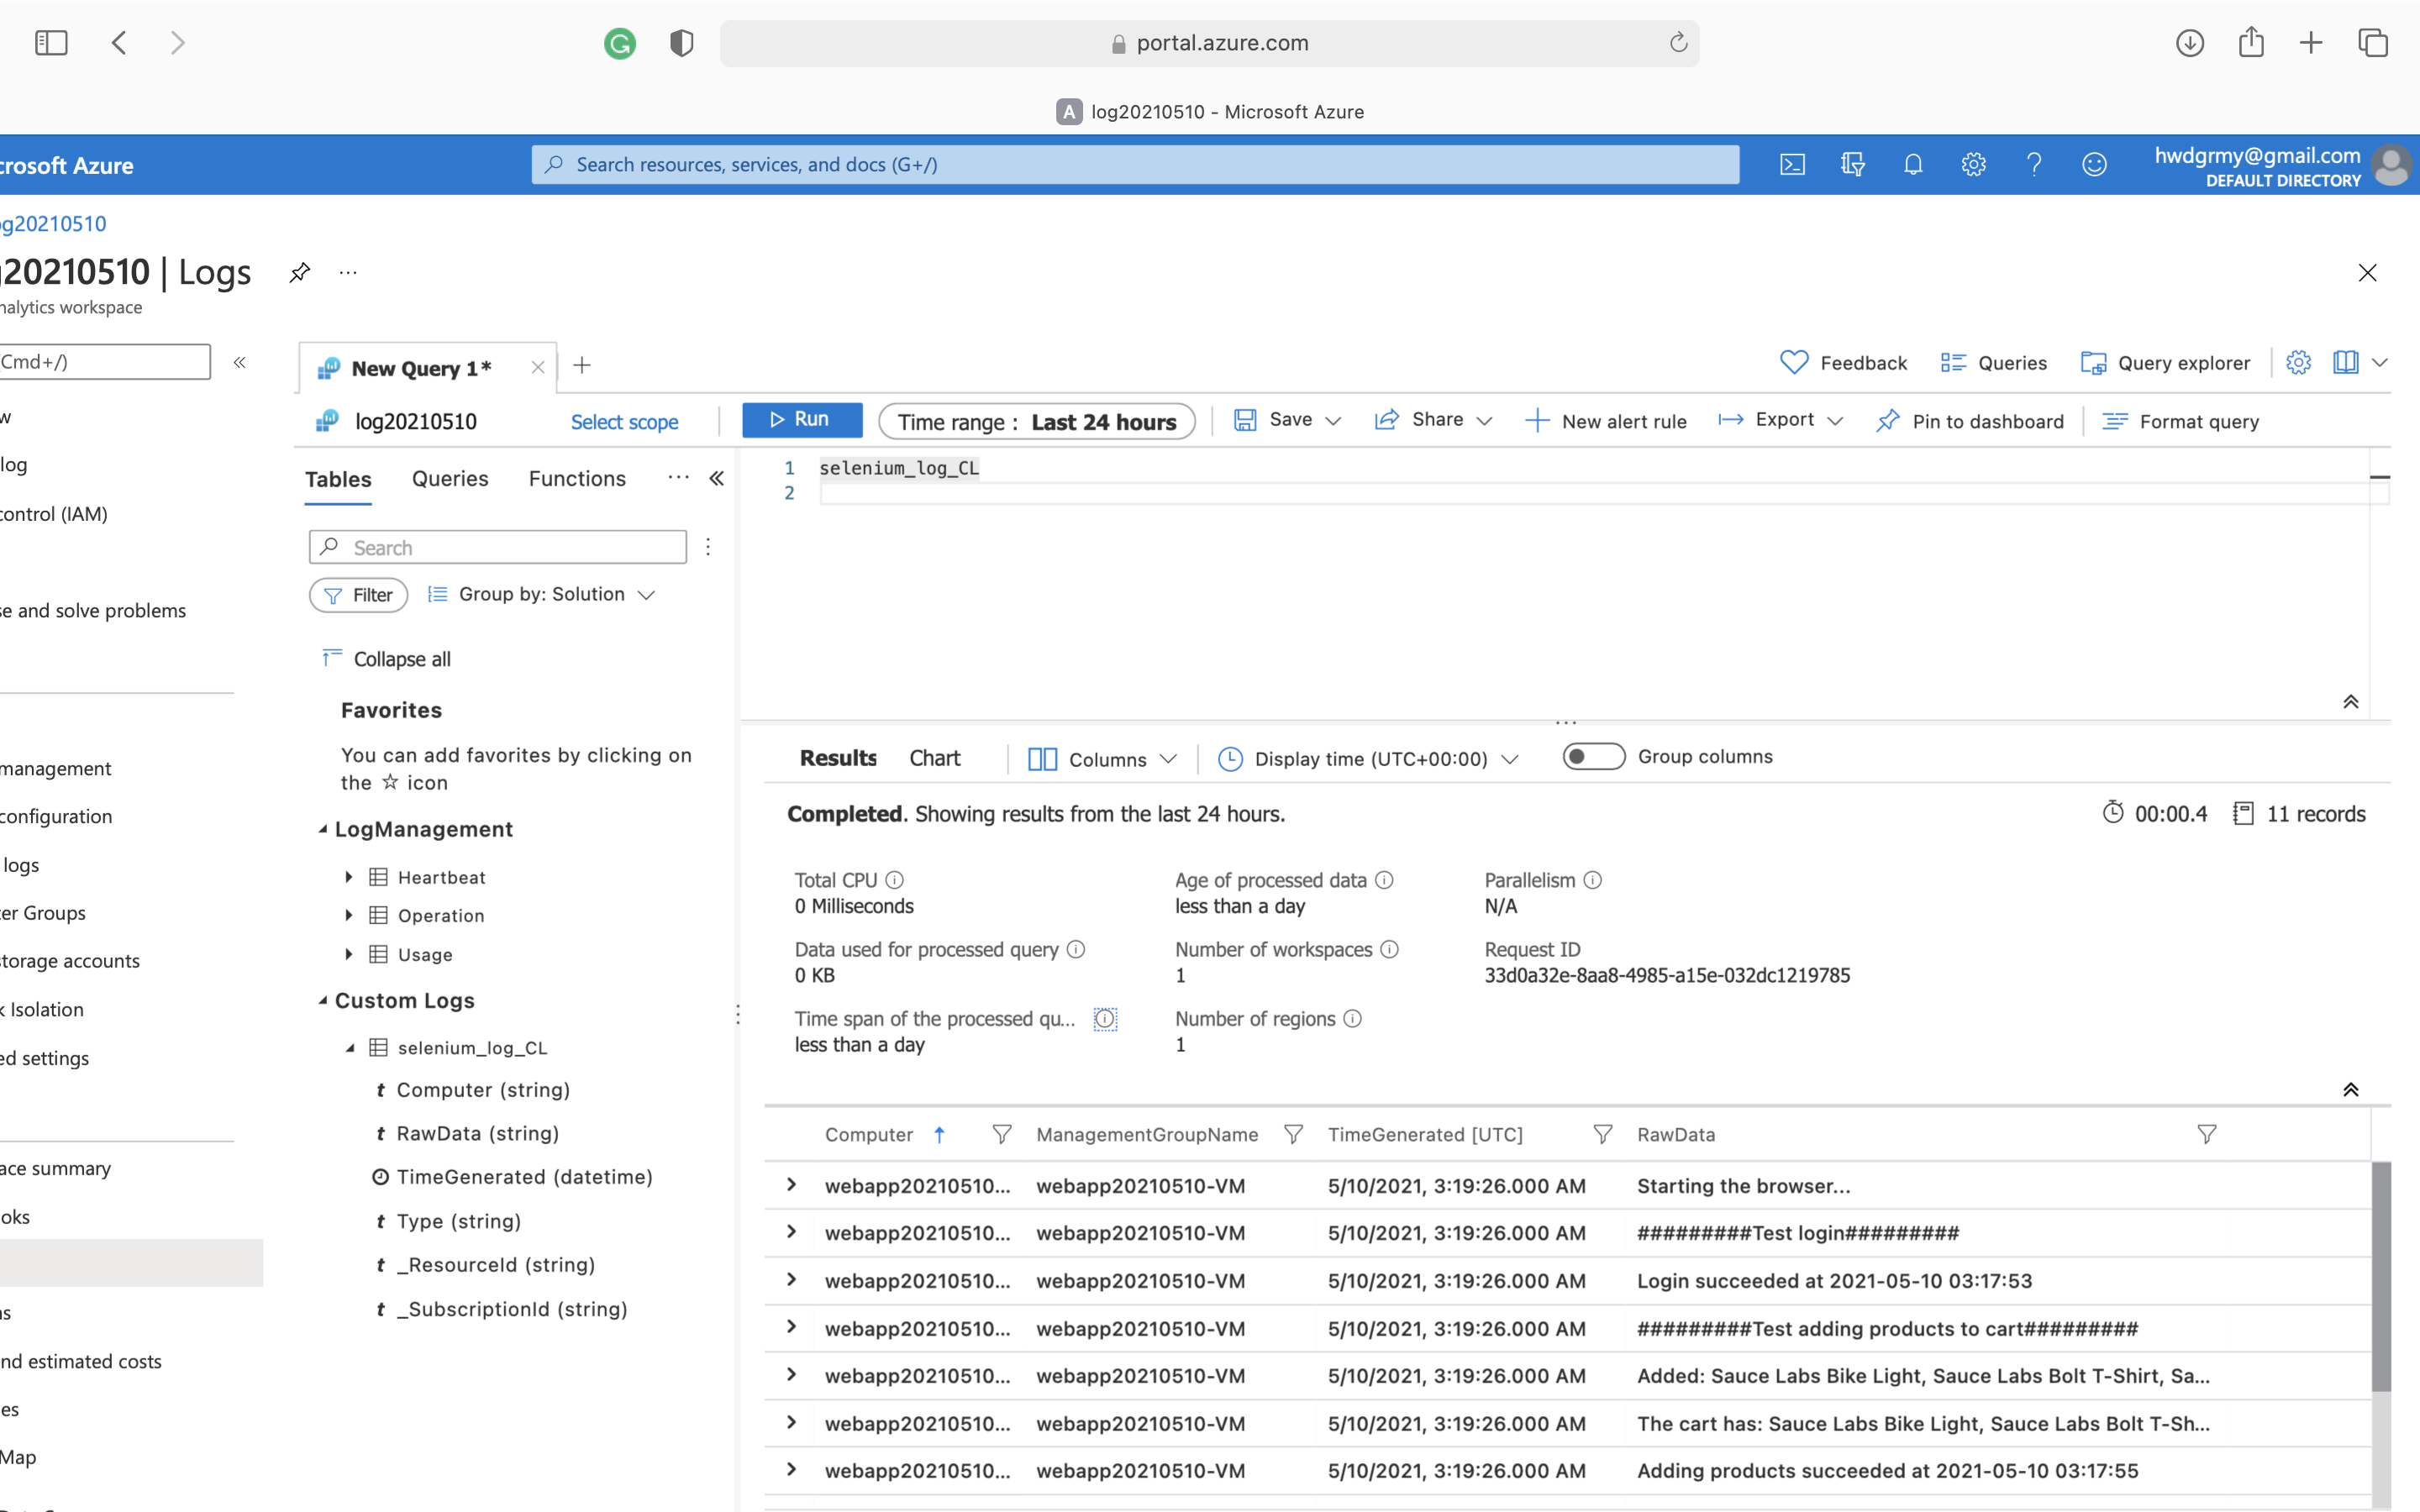 portal.azure.com
A log20210510 - Microsoft Azure
crosoft Azure
Search resources, services, and docs (G+/)
hwdgrmy@gmail.com
DEFAULT DIRECTORY
g20210510
20210510 | Logs
nalytics workspace
Cmd+/)
New Query 1*
Feedback
Queries
Query explorer
log20210510
Select scope
Run
Time range : Last 24 hours
Save
Share
New alert rule
Export
Pin to dashboard
Format query
w
log
control (IAM)
se and solve problems
management
configuration
logs
er Groups
storage accounts
k Isolation
ed settings
ace summary
oks
ns
nd estimated costs
es
Map
Tables
Queries
Functions
Search
Filter
Group by: Solution
Collapse all
Favorites
You can add favorites by clicking on
the ☆ icon
LogManagement
Heartbeat
Operation
Usage
Custom Logs
selenium_log_CL
t Computer (string)
t RawData (string)
TimeGenerated (datetime)
t Type (string)
t _ResourceId (string)
t _SubscriptionId (string)
1 selenium_log_CL
2
Results
Chart
Columns
Display time (UTC+00:00)
Group columns
Completed. Showing results from the last 24 hours.
00:00.4
11 records
Total CPU
0 Milliseconds
Age of processed data
less than a day
Parallelism
N/A
Data used for processed query
0 KB
Number of workspaces
1
Request ID
33d0a32e-8aa8-4985-a15e-032dc1219785
Time span of the processed qu...
less than a day
Number of regions
1
Computer ManagementGroupName TimeGenerated [UTC] RawData
webapp20210510... webapp20210510-VM 5/10/2021, 3:19:26.000 AM Starting the browser...
webapp20210510... webapp20210510-VM 5/10/2021, 3:19:26.000 AM #########Test login#########
webapp20210510... webapp20210510-VM 5/10/2021, 3:19:26.000 AM Login succeeded at 2021-05-10 03:17:53
webapp20210510... webapp20210510-VM 5/10/2021, 3:19:26.000 AM #########Test adding products to cart#########
webapp20210510... webapp20210510-VM 5/10/2021, 3:19:26.000 AM Added: Sauce Labs Bike Light, Sauce Labs Bolt T-Shirt, Sa...
webapp20210510... webapp20210510-VM 5/10/2021, 3:19:26.000 AM The cart has: Sauce Labs Bike Light, Sauce Labs Bolt T-Sh...
webapp20210510... webapp20210510-VM 5/10/2021, 3:19:26.000 AM Adding products succeeded at 2021-05-10 03:17:55